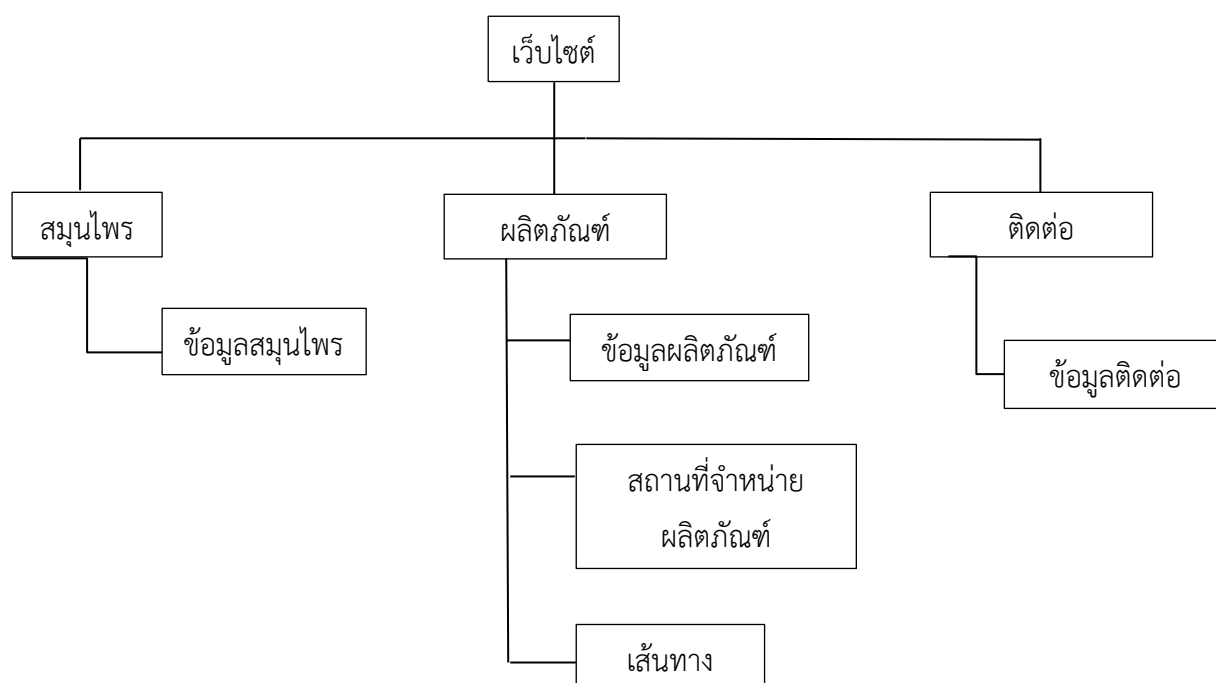 เว็บไซต์
สมุนไพร
ผลิตภัณฑ์
ติดต่อ
ข้อมูลสมุนไพร
ข้อมูลผลิตภัณฑ์
ข้อมูลติดต่อ
สถานที่จำหน่าย
ผลิตภัณฑ์
เส้นทาง